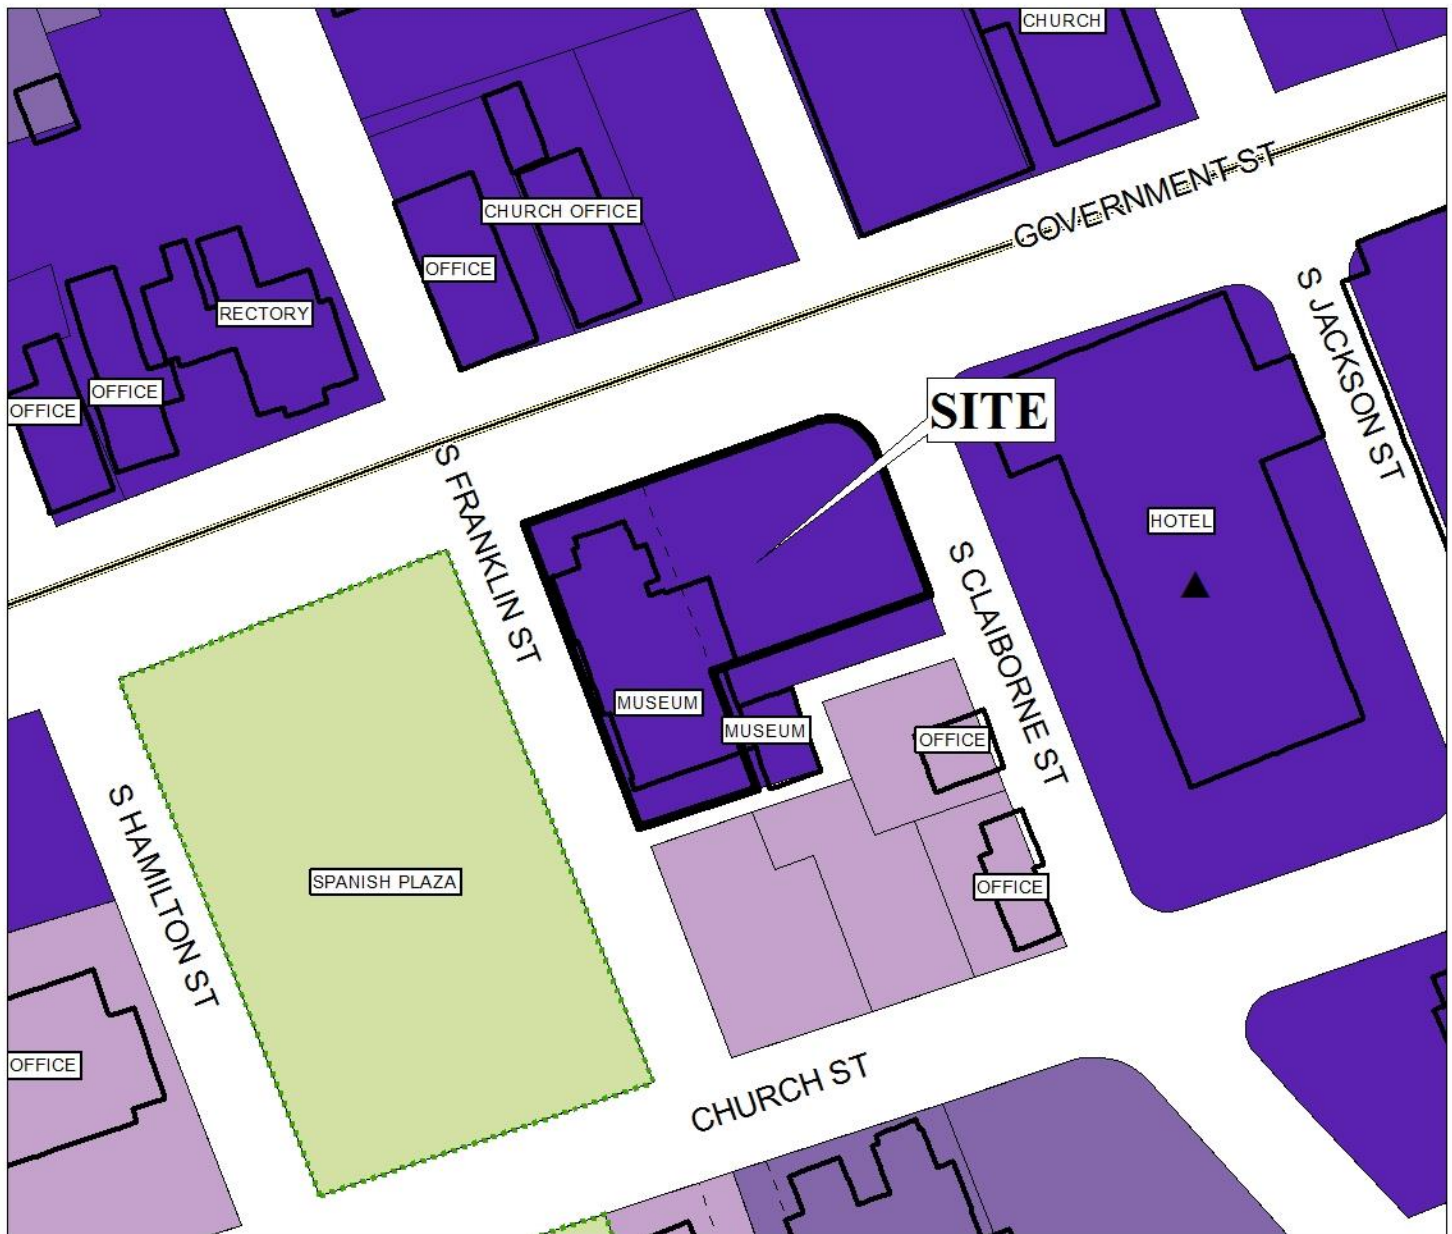 CHURCH
GOVERNMENT ST
CHURCH OFFICE
OFFICE
RECTORY
OFFICE
OFFICE
S JACKSON ST
SITE
S FRANKLIN ST
HOTEL
S CLAIBORNE ST
MUSEUM
MUSEUM
OFFICE
S HAMILTON ST
SPANISH PLAZA
OFFICE
OFFICE
CHURCH ST